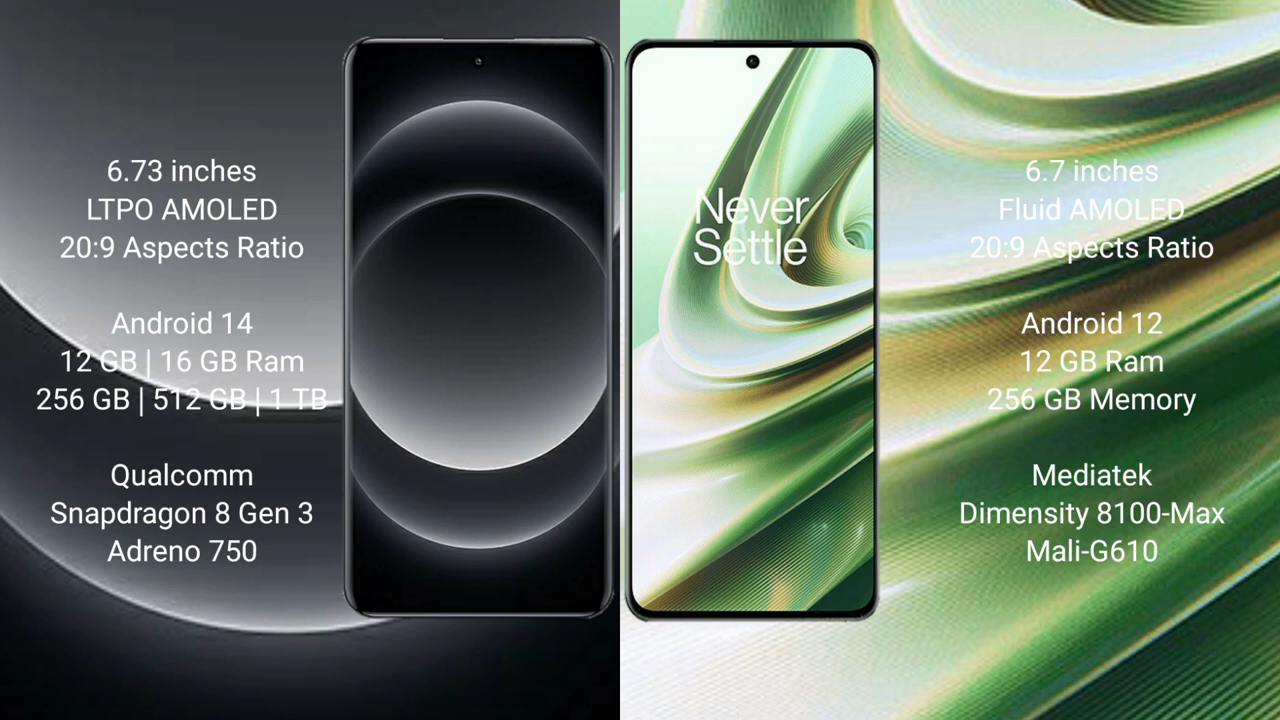 6.73 inches
LTPO AMOLED
20:9 Aspects Ratio
Android 14
12 GB | 16 GB Ram
256 GB | 512 GB | 1 TB
Qualcomm
Snapdragon 8 Gen 3
Adreno 750
Never
Settle
6.7 inches
Fluid AMOLED
20:9 Aspects Ratio
Android 12
12 GB Ram
256 GB Memory
Mediatek
Dimensity 8100-Max
Mali-G610